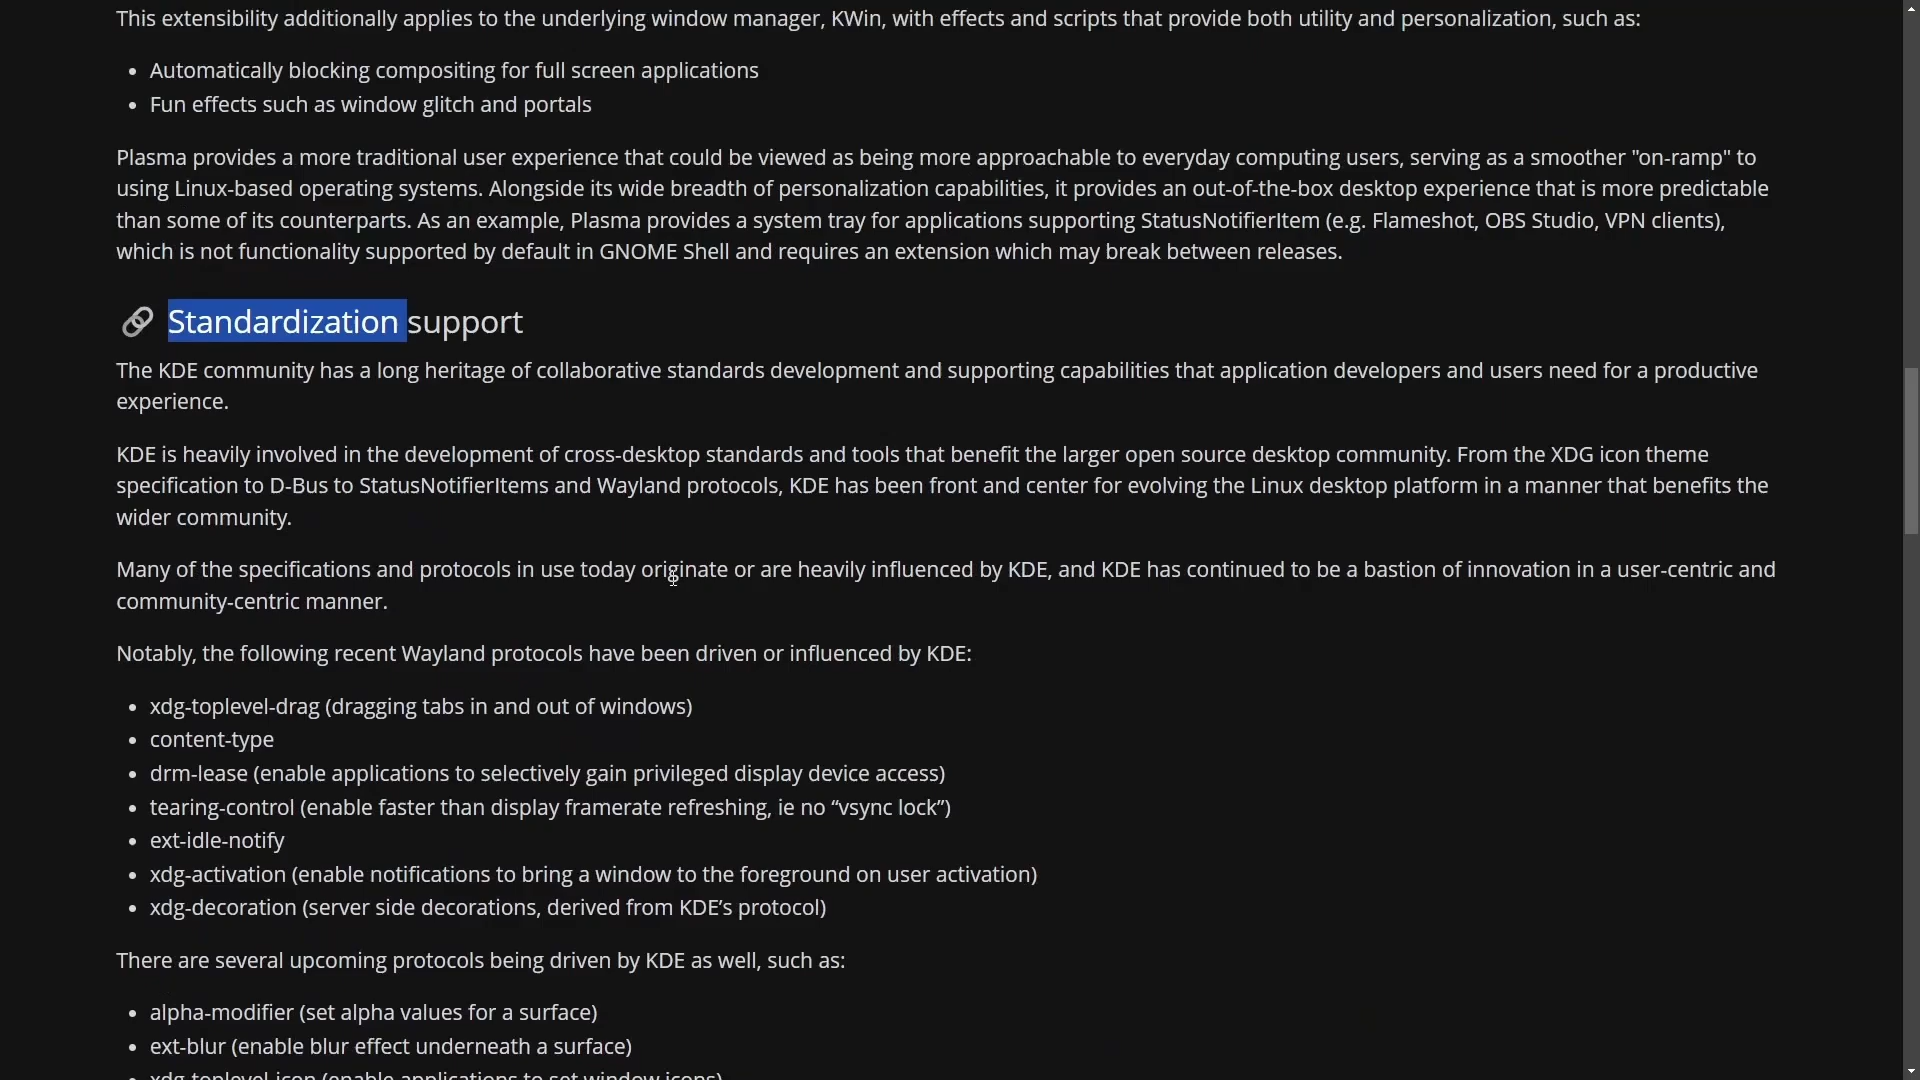 This extensibility additionally applies to the underlying window manager, KWin, with effects and scripts that provide both utility and personalization, such as:
• Automatically blocking compositing for full screen applications
• Fun effects such as window glitch and portals
Plasma provides a more traditional user experience that could be viewed as being more approachable to everyday computing users, serving as a smoother "on-ramp" to
using Linux-based operating systems. Alongside its wide breadth of personalization capabilities, it provides an out-of-the-box desktop experience that is more predictable
than some of its counterparts. As an example, Plasma provides a system tray for applications supporting StatusNotifierItem (e.g. Flameshot, OBS Studio, VPN clients),
which is not functionality supported by default in GNOME Shell and requires an extension which may break between releases.
Standardization support
The KDE community has a long heritage of collaborative standards development and supporting capabilities that application developers and users need for a productive
experience.
KDE is heavily involved in the development of cross-desktop standards and tools that benefit the larger open source desktop community. From the XDG icon theme
specification to D-Bus to StatusNotifierItems and Wayland protocols, KDE has been front and center for evolving the Linux desktop platform in a manner that benefits the
wider community.
Many of the specifications and protocols in use today originate or are heavily influenced by KDE, and KDE has continued to be a bastion of innovation in a user-centric and
community-centric manner.
Notably, the following recent Wayland protocols have been driven or influenced by KDE:
• xdg-toplevel-drag (dragging tabs in and out of windows)
• content-type
• drm-lease (enable applications to selectively gain privileged display device access)
• tearing-control (enable faster than display framerate refreshing, ie no “vsync lock”)
• ext-idle-notify
• xdg-activation (enable notifications to bring a window to the foreground on user activation)
• xdg-decoration (server side decorations, derived from KDE’s protocol)
There are several upcoming protocols being driven by KDE as well, such as:
• alpha-modifier (set alpha values for a surface)
• ext-blur (enable blur effect underneath a surface)
• xdg-toplevel-icon (enable applications to set window icons)